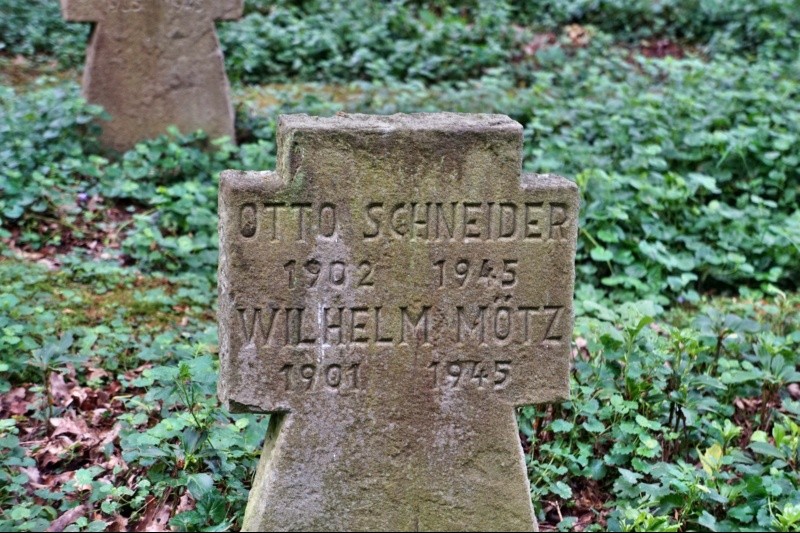 OTTO SCHNEIDER
1902 1945
WILHELM MÖTZ
1901 1945